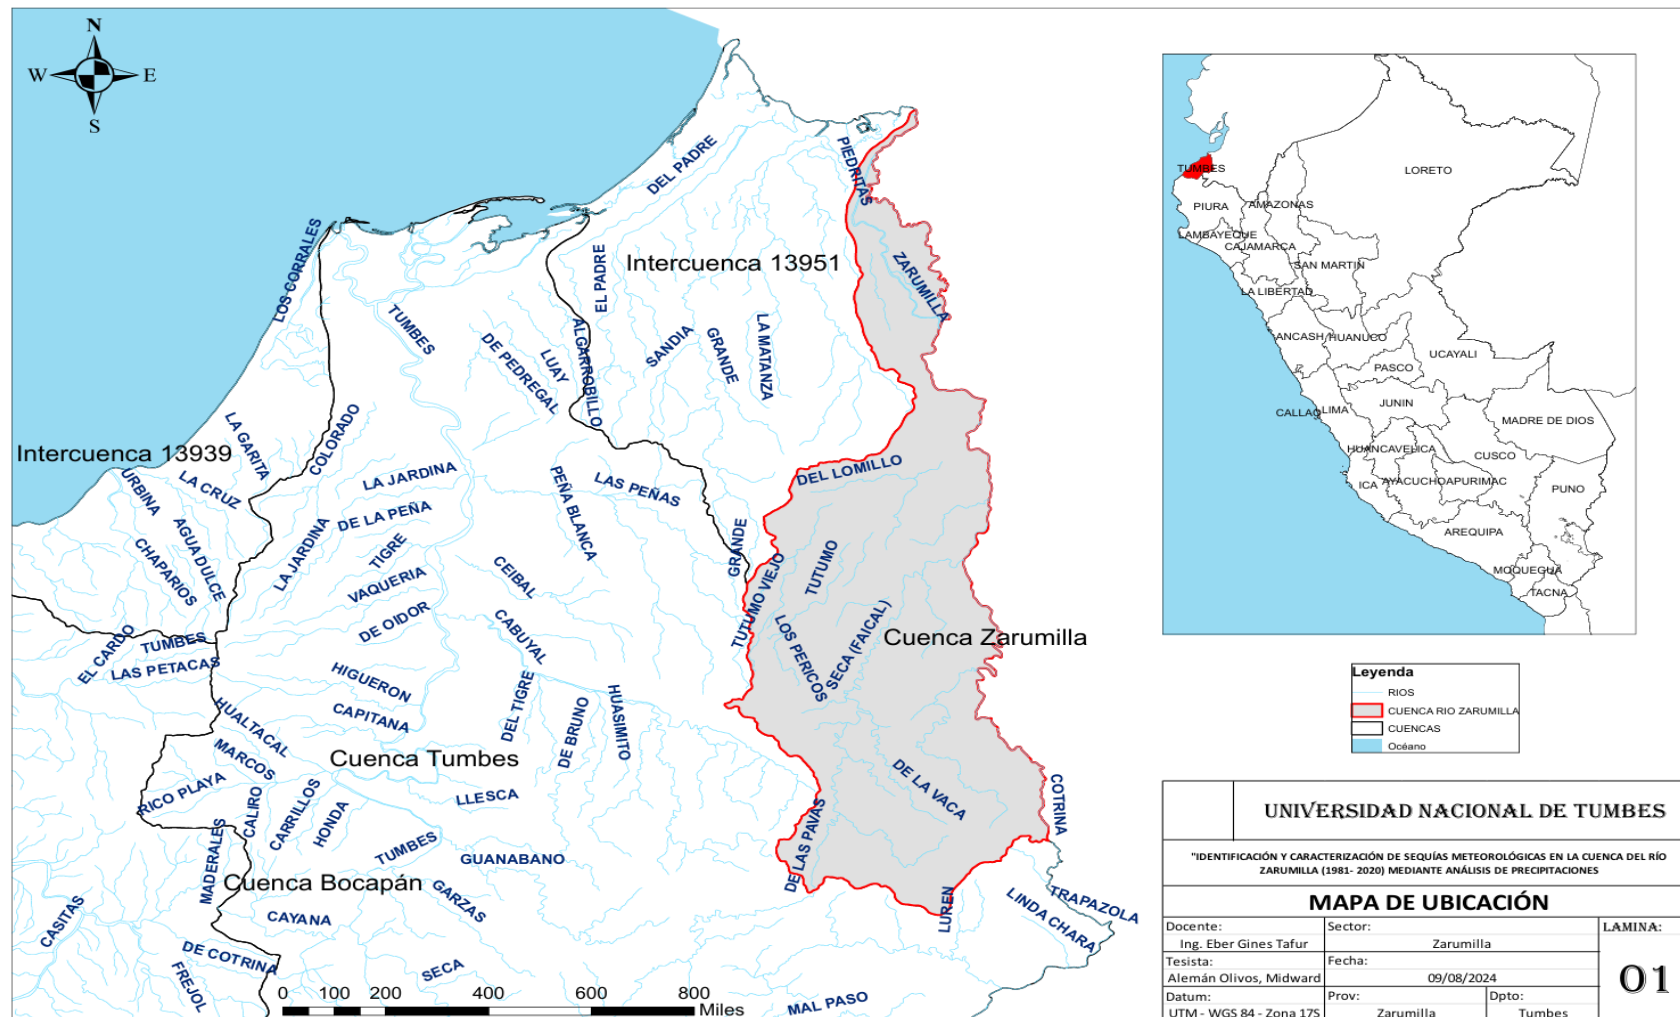 N
W
E
S
DEL PADRE
PIEDRITAS
LOS CORRALES
EL PADRE
Intercuenca 13951
ZARUMILLA
TUMBES
DE PEDREGAL
LUAY
ALGARROBILLO
SANDIA
GRANDE
LA MATANZA
Intercuenca 13939
LA GARITA
COLORADO
URBINA
LA CRUZ
LA JARDINA
PEÑA BLANCA
LAS PEÑAS
DEL LOMILLO
AGUA DULCE
CHAPARIOS
LA JARDINA
DE LA PEÑA
TIGRE
GRANDE
TUTUMO
VAQUERIA
CEIBAL
TUTUMO VIEJO
DE OIDOR
CABUYAL
LOS PERICOS
SECA (FAICAL)
Cuenca Zarumilla
EL CARDO
TUMBES
LAS PETACAS
HIGUERON
CAPITANA
DEL TIGRE
DE BRUNO
HUASIMITO
HUALTACAL
MARCOS
Cuenca Tumbes
RICO PLAYA
CALIRO
CARRILLOS
HONDA
LLESCA
DE LA VACA
COTRINA
MADERALES
TUMBES
GUANABANO
DE LAS PAVAS
Cuenca Bocapán
GARZAS
CASITAS
CAYANA
LUREN
LINDA CHARA
TRAPAZOLA
DE COTRINA
FREJOL
SECA
MAL PASO
0 100 200 400 600 800
Miles
TUMBES
LORETO
PIURA
AMAZONAS
LAMBAYEQUE
CAJAMARCA
SAN MARTIN
LA LIBERTAD
ANCASH
HUANUCO
UCAYALI
PASCO
CALLAO
LIMA
JUNIN
MADRE DE DIOS
HUANCAVELICA
CUSCO
ICA
AYACUCHO
APURIMAC
PUNO
AREQUIPA
MOQUEGUA
TACNA
Leyenda
RIOS
CUENCA RIO ZARUMILLA
CUENCAS
Océano
UNIVERSIDAD NACIONAL DE TUMBES
"IDENTIFICACIÓN Y CARACTERIZACIÓN DE SEQUÍAS METEOROLÓGICAS EN LA CUENCA DEL RÍO
ZARUMILLA (1981- 2020) MEDIANTE ANÁLISIS DE PRECIPITACIONES
MAPA DE UBICACIÓN
Docente:
Ing. Eber Gines Tafur
Sector:
Zarumilla
LAMINA:
01
Tesista:
Alemán Olivos, Midward
Fecha:
09/08/2024
Datum:
UTM - WGS 84 - Zona 17S
Prov:
Zarumilla
Dpto:
Tumbes